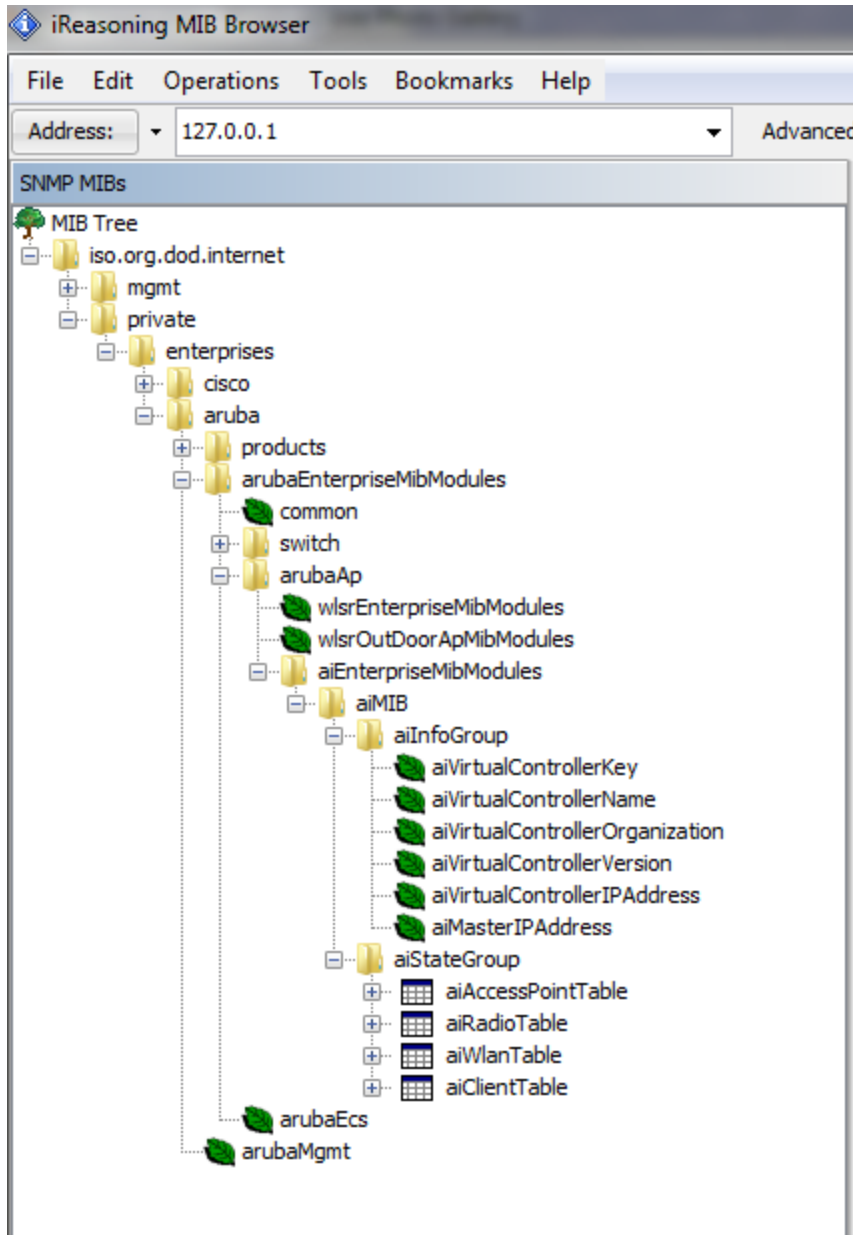 iReasoning MIB Browser
File Edit Operations Tools Bookmarks Help
Address: 127.0.0.1 Advanced
SNMP MIBs
MIB Tree
iso.org.dod.internet
mgmt
private
enterprises
cisco
aruba
products
arubaEnterpriseMibModules
common
switch
arubaAp
wlsrEnterpriseMibModules
wlsrOutDoorApMibModules
aiEnterpriseMibModules
aiMIB
aiInfoGroup
aiVirtualControllerKey
aiVirtualControllerName
aiVirtualControllerOrganization
aiVirtualControllerVersion
aiVirtualControllerIPAddress
aiMasterIPAddress
aiStateGroup
aiAccessPointTable
aiRadioTable
aiWlanTable
aiClientTable
arubaEcs
arubaMgmt